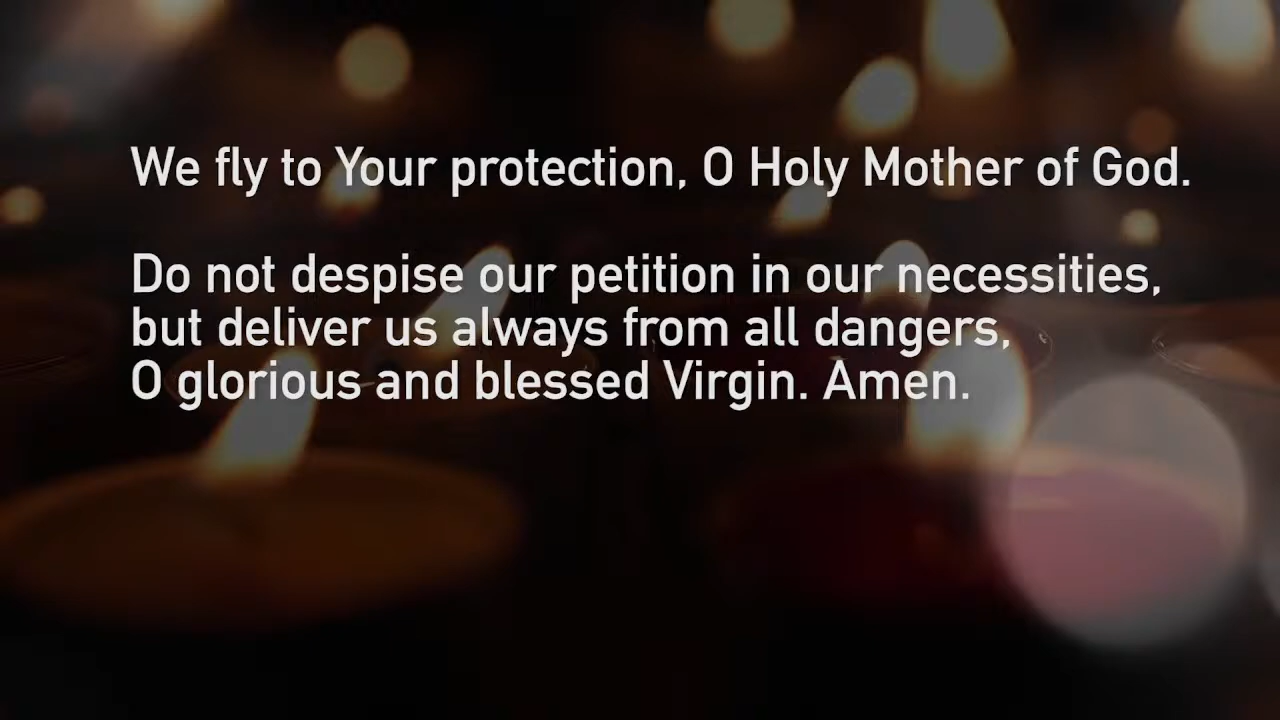 We fly to Your protection, O Holy Mother of God.
Do not despise our petition in our necessities,
but deliver us always from all dangers,
O glorious and blessed Virgin. Amen.